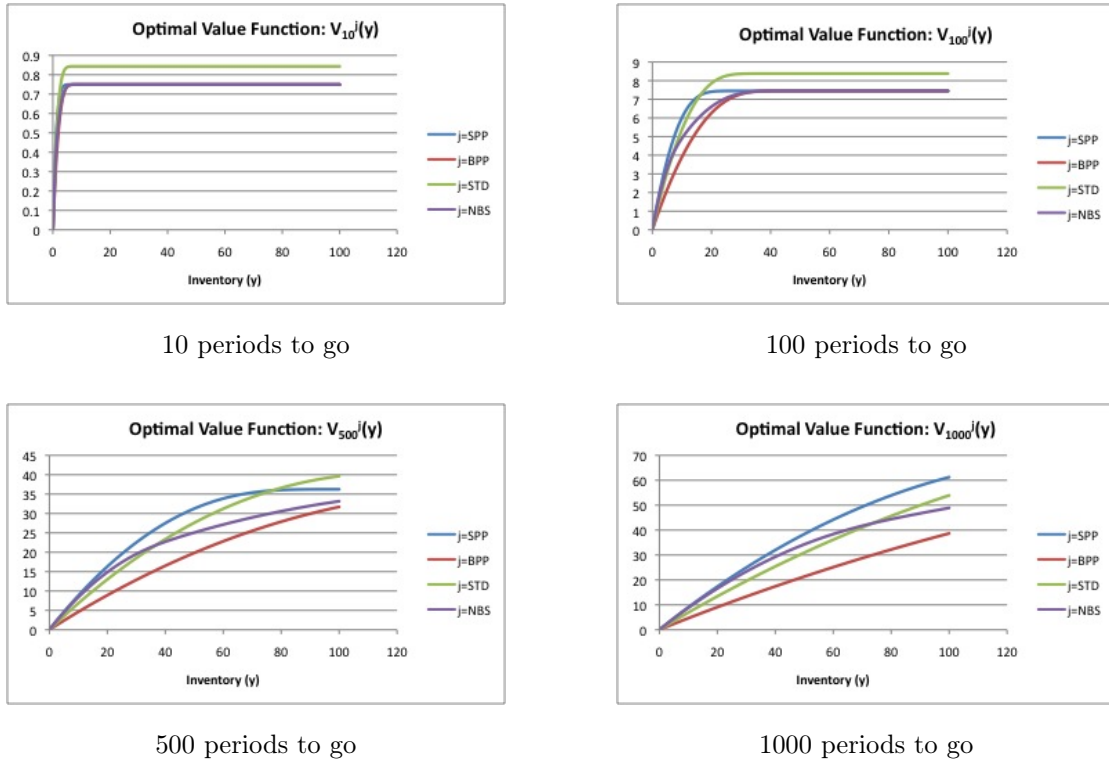 Optimal Value Function: V₁₀ʲ(y)
0.9
0.8
0.7
0.6
0.5
0.4
0.3
0.2
0.1
0
0 20 40 60 80 100 120
Inventory (y)
j=SPP
j=BPP
j=STD
j=NBS
10 periods to go
Optimal Value Function: V₁₀₀ʲ(y)
9
8
7
6
5
4
3
2
1
0
0 20 40 60 80 100 120
Inventory (y)
j=SPP
j=BPP
j=STD
j=NBS
100 periods to go
Optimal Value Function: V₅₀₀ʲ(y)
45
40
35
30
25
20
15
10
5
0
0 20 40 60 80 100 120
Inventory (y)
j=SPP
j=BPP
j=STD
j=NBS
500 periods to go
Optimal Value Function: V₁₀₀₀ʲ(y)
70
60
50
40
30
20
10
0
0 20 40 60 80 100 120
Inventory (y)
j=SPP
j=BPP
j=STD
j=NBS
1000 periods to go